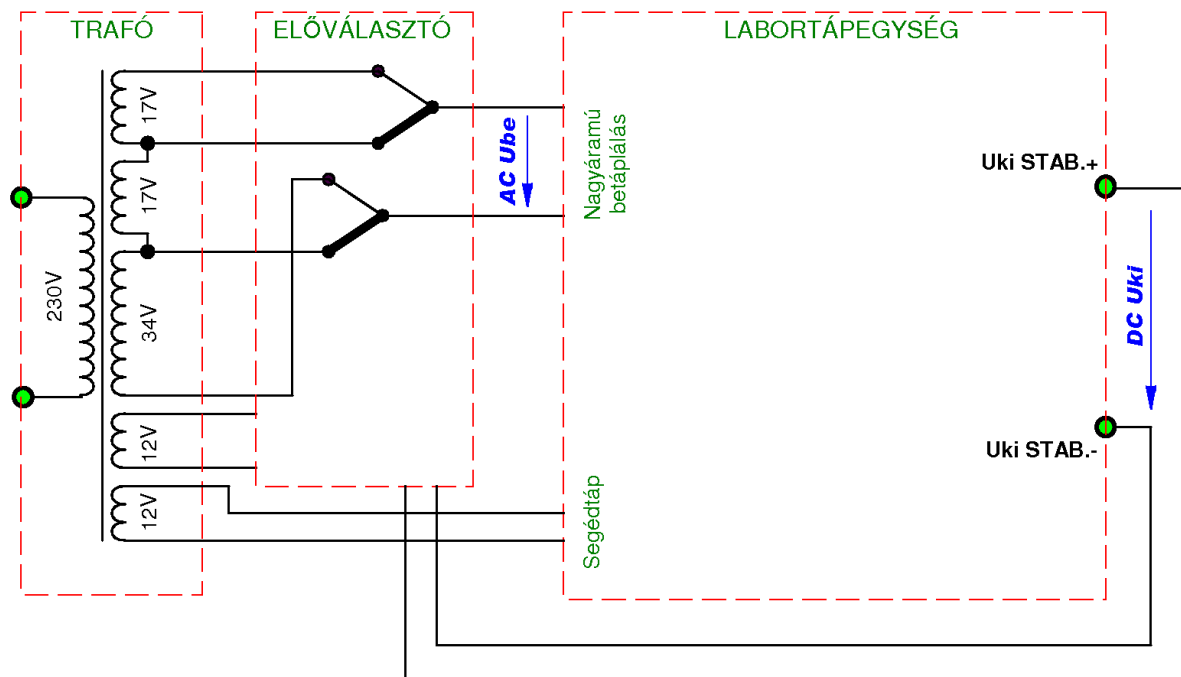 TRAFÓ
ELŐVÁLASZTÓ
LABORTÁPEGYSÉG
17V
17V
230V
34V
12V
12V
AC Ube
Nagyáramú
betáplálás
Segédtáp
Uki STAB.+
DC Uki
Uki STAB.-